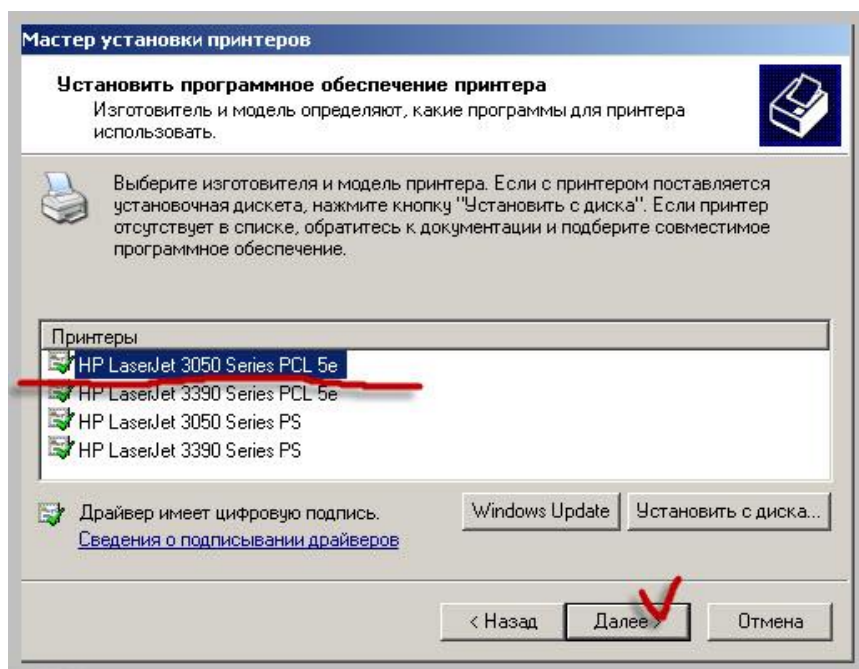 Мастер установки принтеров
Установить программное обеспечение принтера
Изготовитель и модель определяют, какие программы для принтера
использовать.
Выберите изготовителя и модель принтера. Если с принтером поставляется
установочная дискета, нажмите кнопку "Установить с диска". Если принтер
отсутствует в списке, обратитесь к документации и подберите совместимое
программное обеспечение.
Принтеры
HP LaserJet 3050 Series PCL 5e
HP LaserJet 3390 Series PCL 5e
HP LaserJet 3050 Series PS
HP LaserJet 3390 Series PS
Драйвер имеет цифровую подпись.
Сведения о подписывании драйверов
Windows Update
Установить с диска...
< Назад
Далее >
Отмена